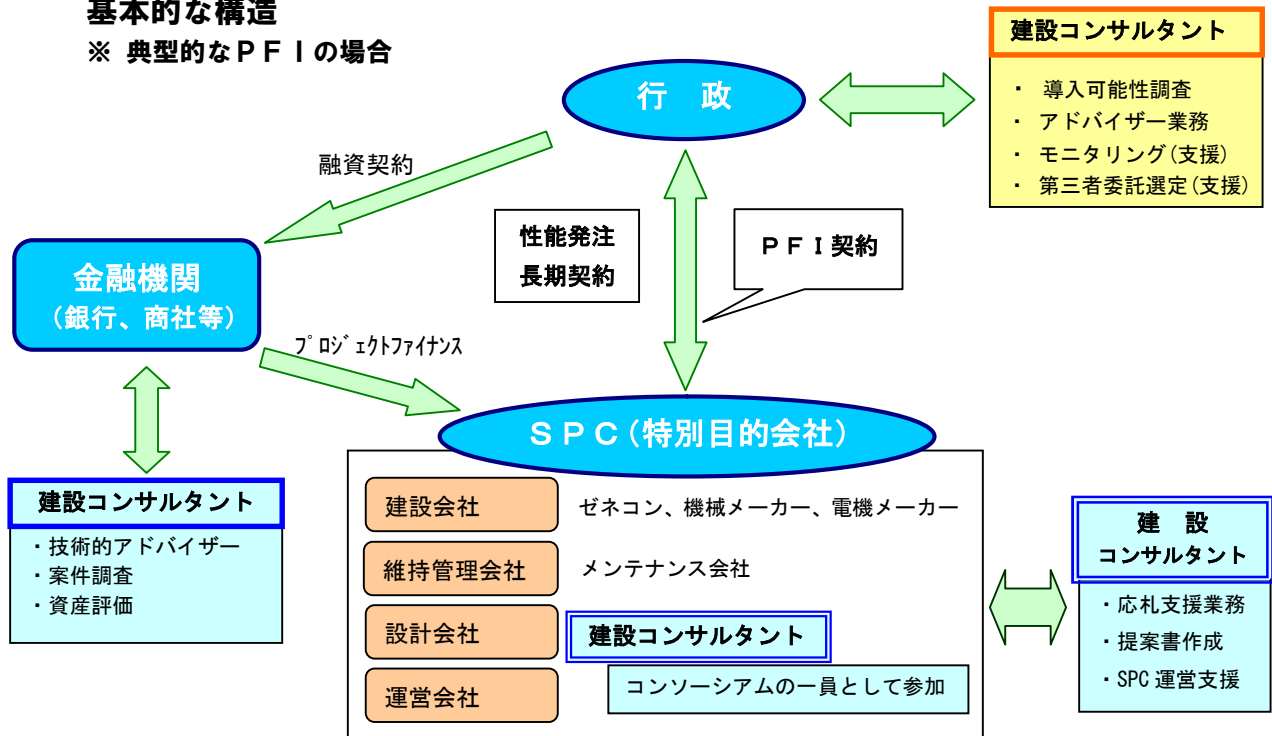 基本的な構造
※ 典型的なＰＦＩの場合
建設コンサルタント
・ 導入可能性調査
・ アドバイザー業務
・ モニタリング(支援)
・ 第三者委託選定(支援)
行　政
融資契約
性能発注
長期契約
ＰＦＩ契約
金融機関
（銀行、商社等）
ﾌﾟﾛｼﾞｪｸﾄﾌｧｲﾅﾝｽ
ＳＰＣ(特別目的会社)
建設コンサルタント
・技術的アドバイザー
・案件調査
・資産評価
建設会社
ゼネコン、機械メーカー、電機メーカー
維持管理会社
メンテナンス会社
設計会社
建設コンサルタント
コンソーシアムの一員として参加
運営会社
建　設
コンサルタント
・応札支援業務
・提案書作成
・SPC 運営支援